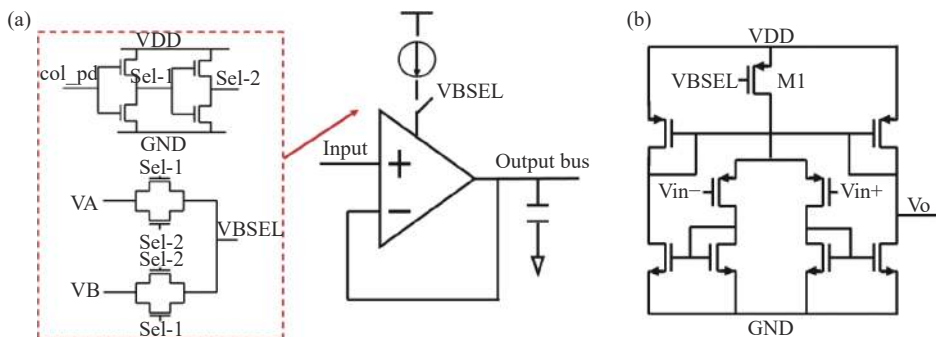 (a)
VDD
col_pd
Sel-1
Sel-2
GND
Sel-1
VA
Sel-2
VBSEL
Sel-2
VB
Sel-1
VBSEL
Input
+
−
Output bus
(b)
VDD
VBSEL
M1
Vin−
Vin+
Vo
GND